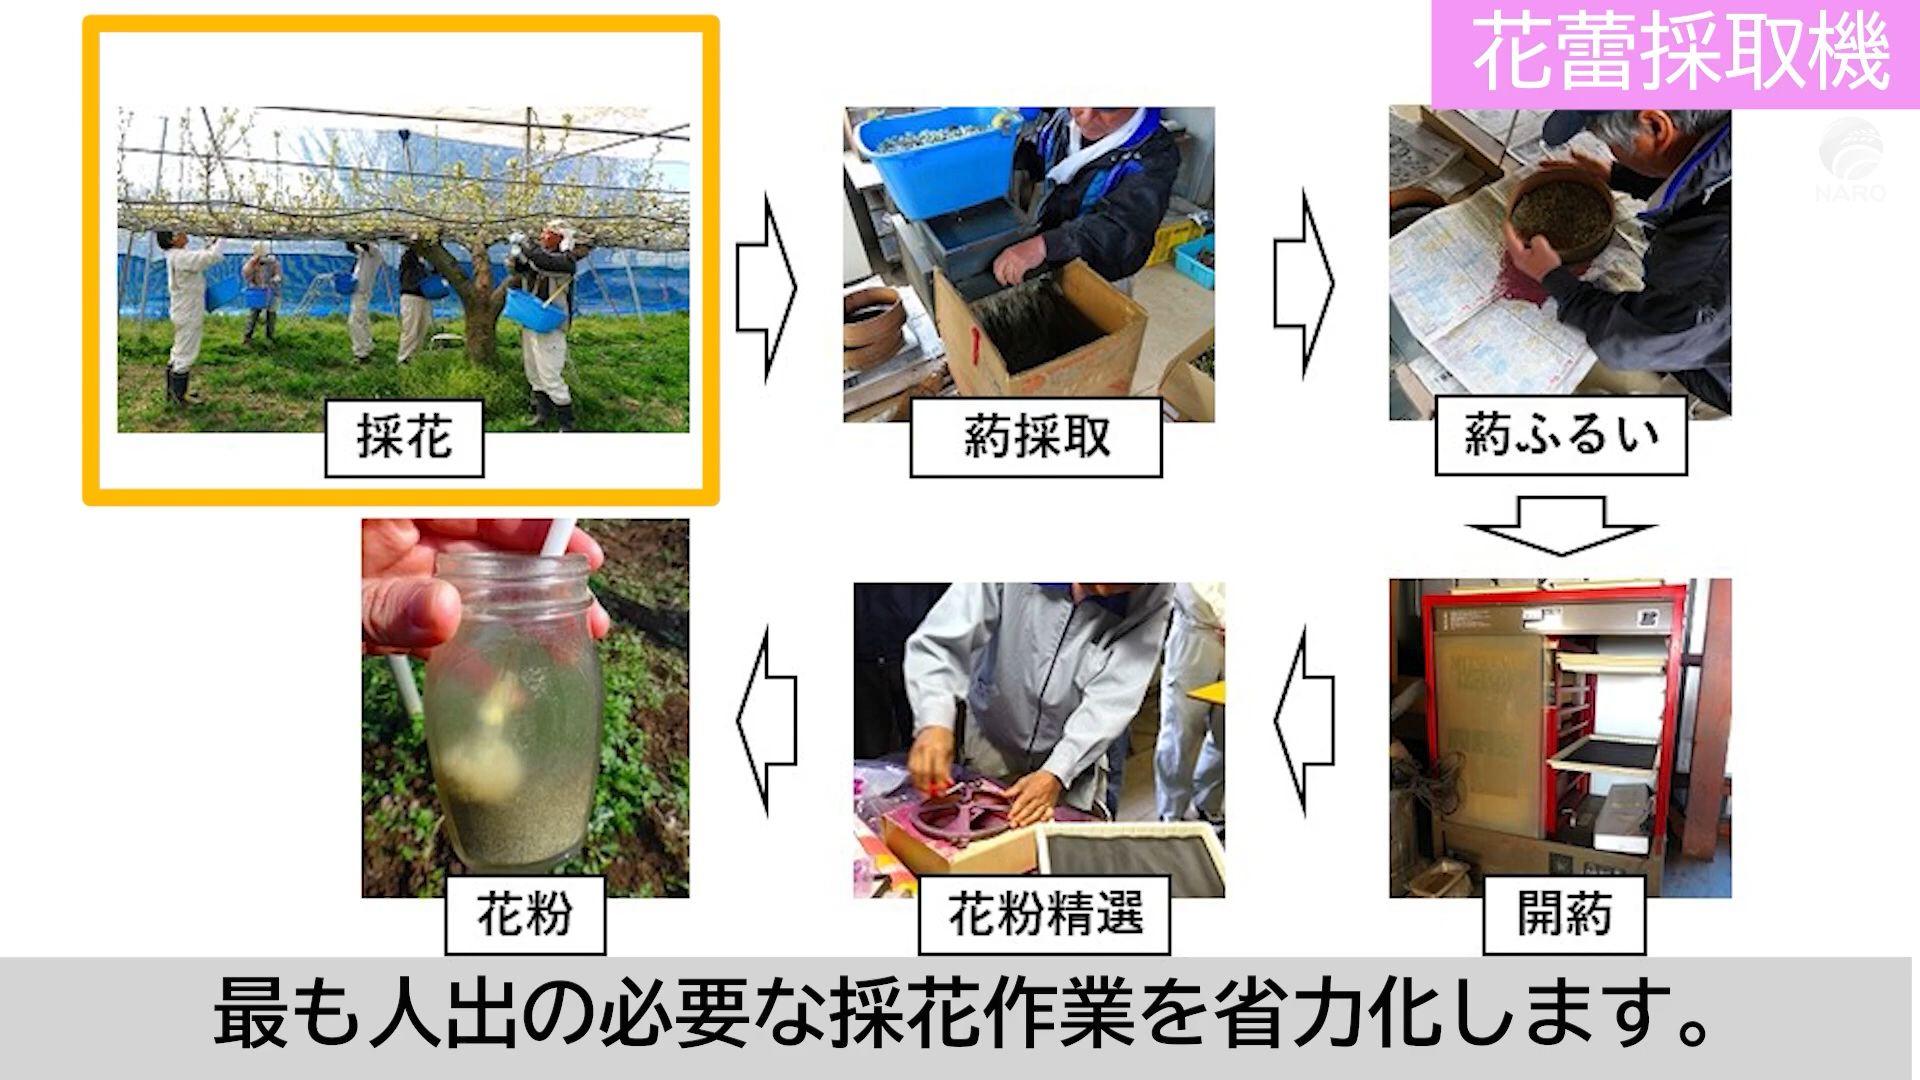 花蕾採取機
NARO
採花
葯採取
葯ふるい
花粉
花粉精選
開葯
最も人出の必要な採花作業を省力化します。